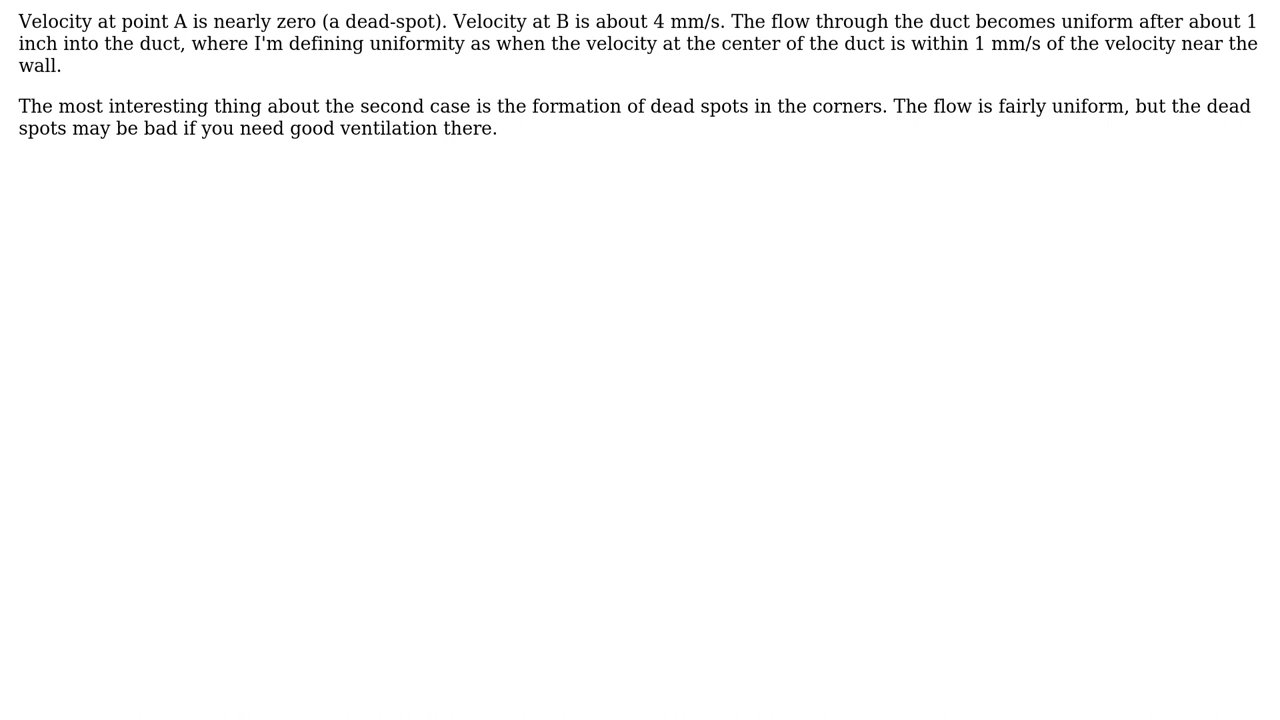 Velocity at point A is nearly zero (a dead-spot). Velocity at B is about 4 mm/s. The flow through the duct becomes uniform after about 1
inch into the duct, where I'm defining uniformity as when the velocity at the center of the duct is within 1 mm/s of the velocity near the
wall.
The most interesting thing about the second case is the formation of dead spots in the corners. The flow is fairly uniform, but the dead
spots may be bad if you need good ventilation there.